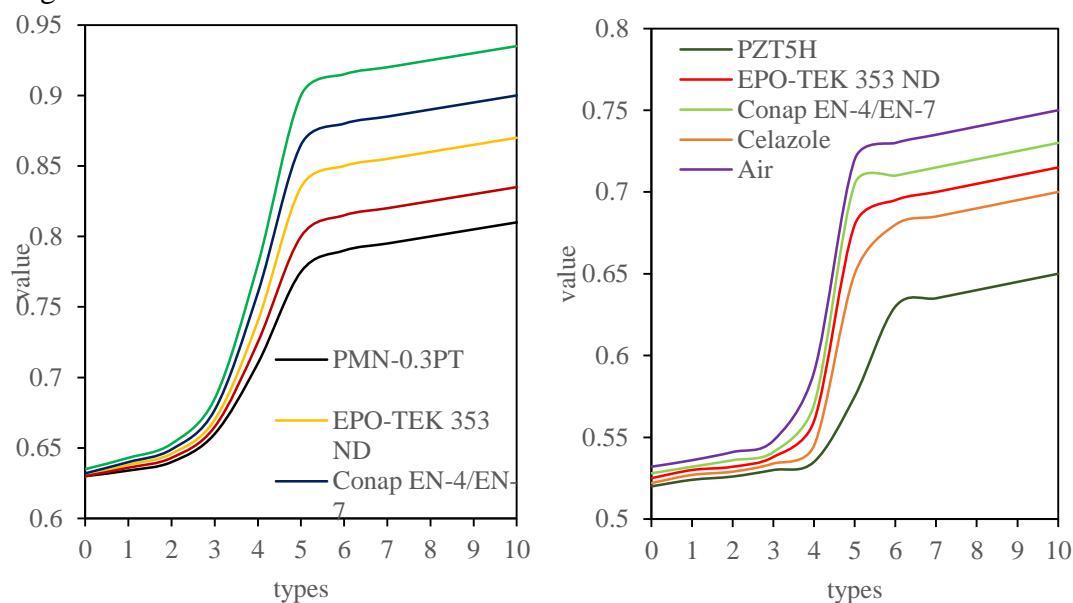 0.95
0.9
0.85
0.8
0.75
0.7
0.65
0.6
value
0 1 2 3 4 5 6 7 8 9 10
types
PMN-0.3PT
EPO-TEK 353
ND
Conap EN-4/EN-
7
0.8
0.75
0.7
0.65
0.6
0.55
0.5
value
0 1 2 3 4 5 6 7 8 9 10
types
PZT5H
EPO-TEK 353 ND
Conap EN-4/EN-7
Celazole
Air